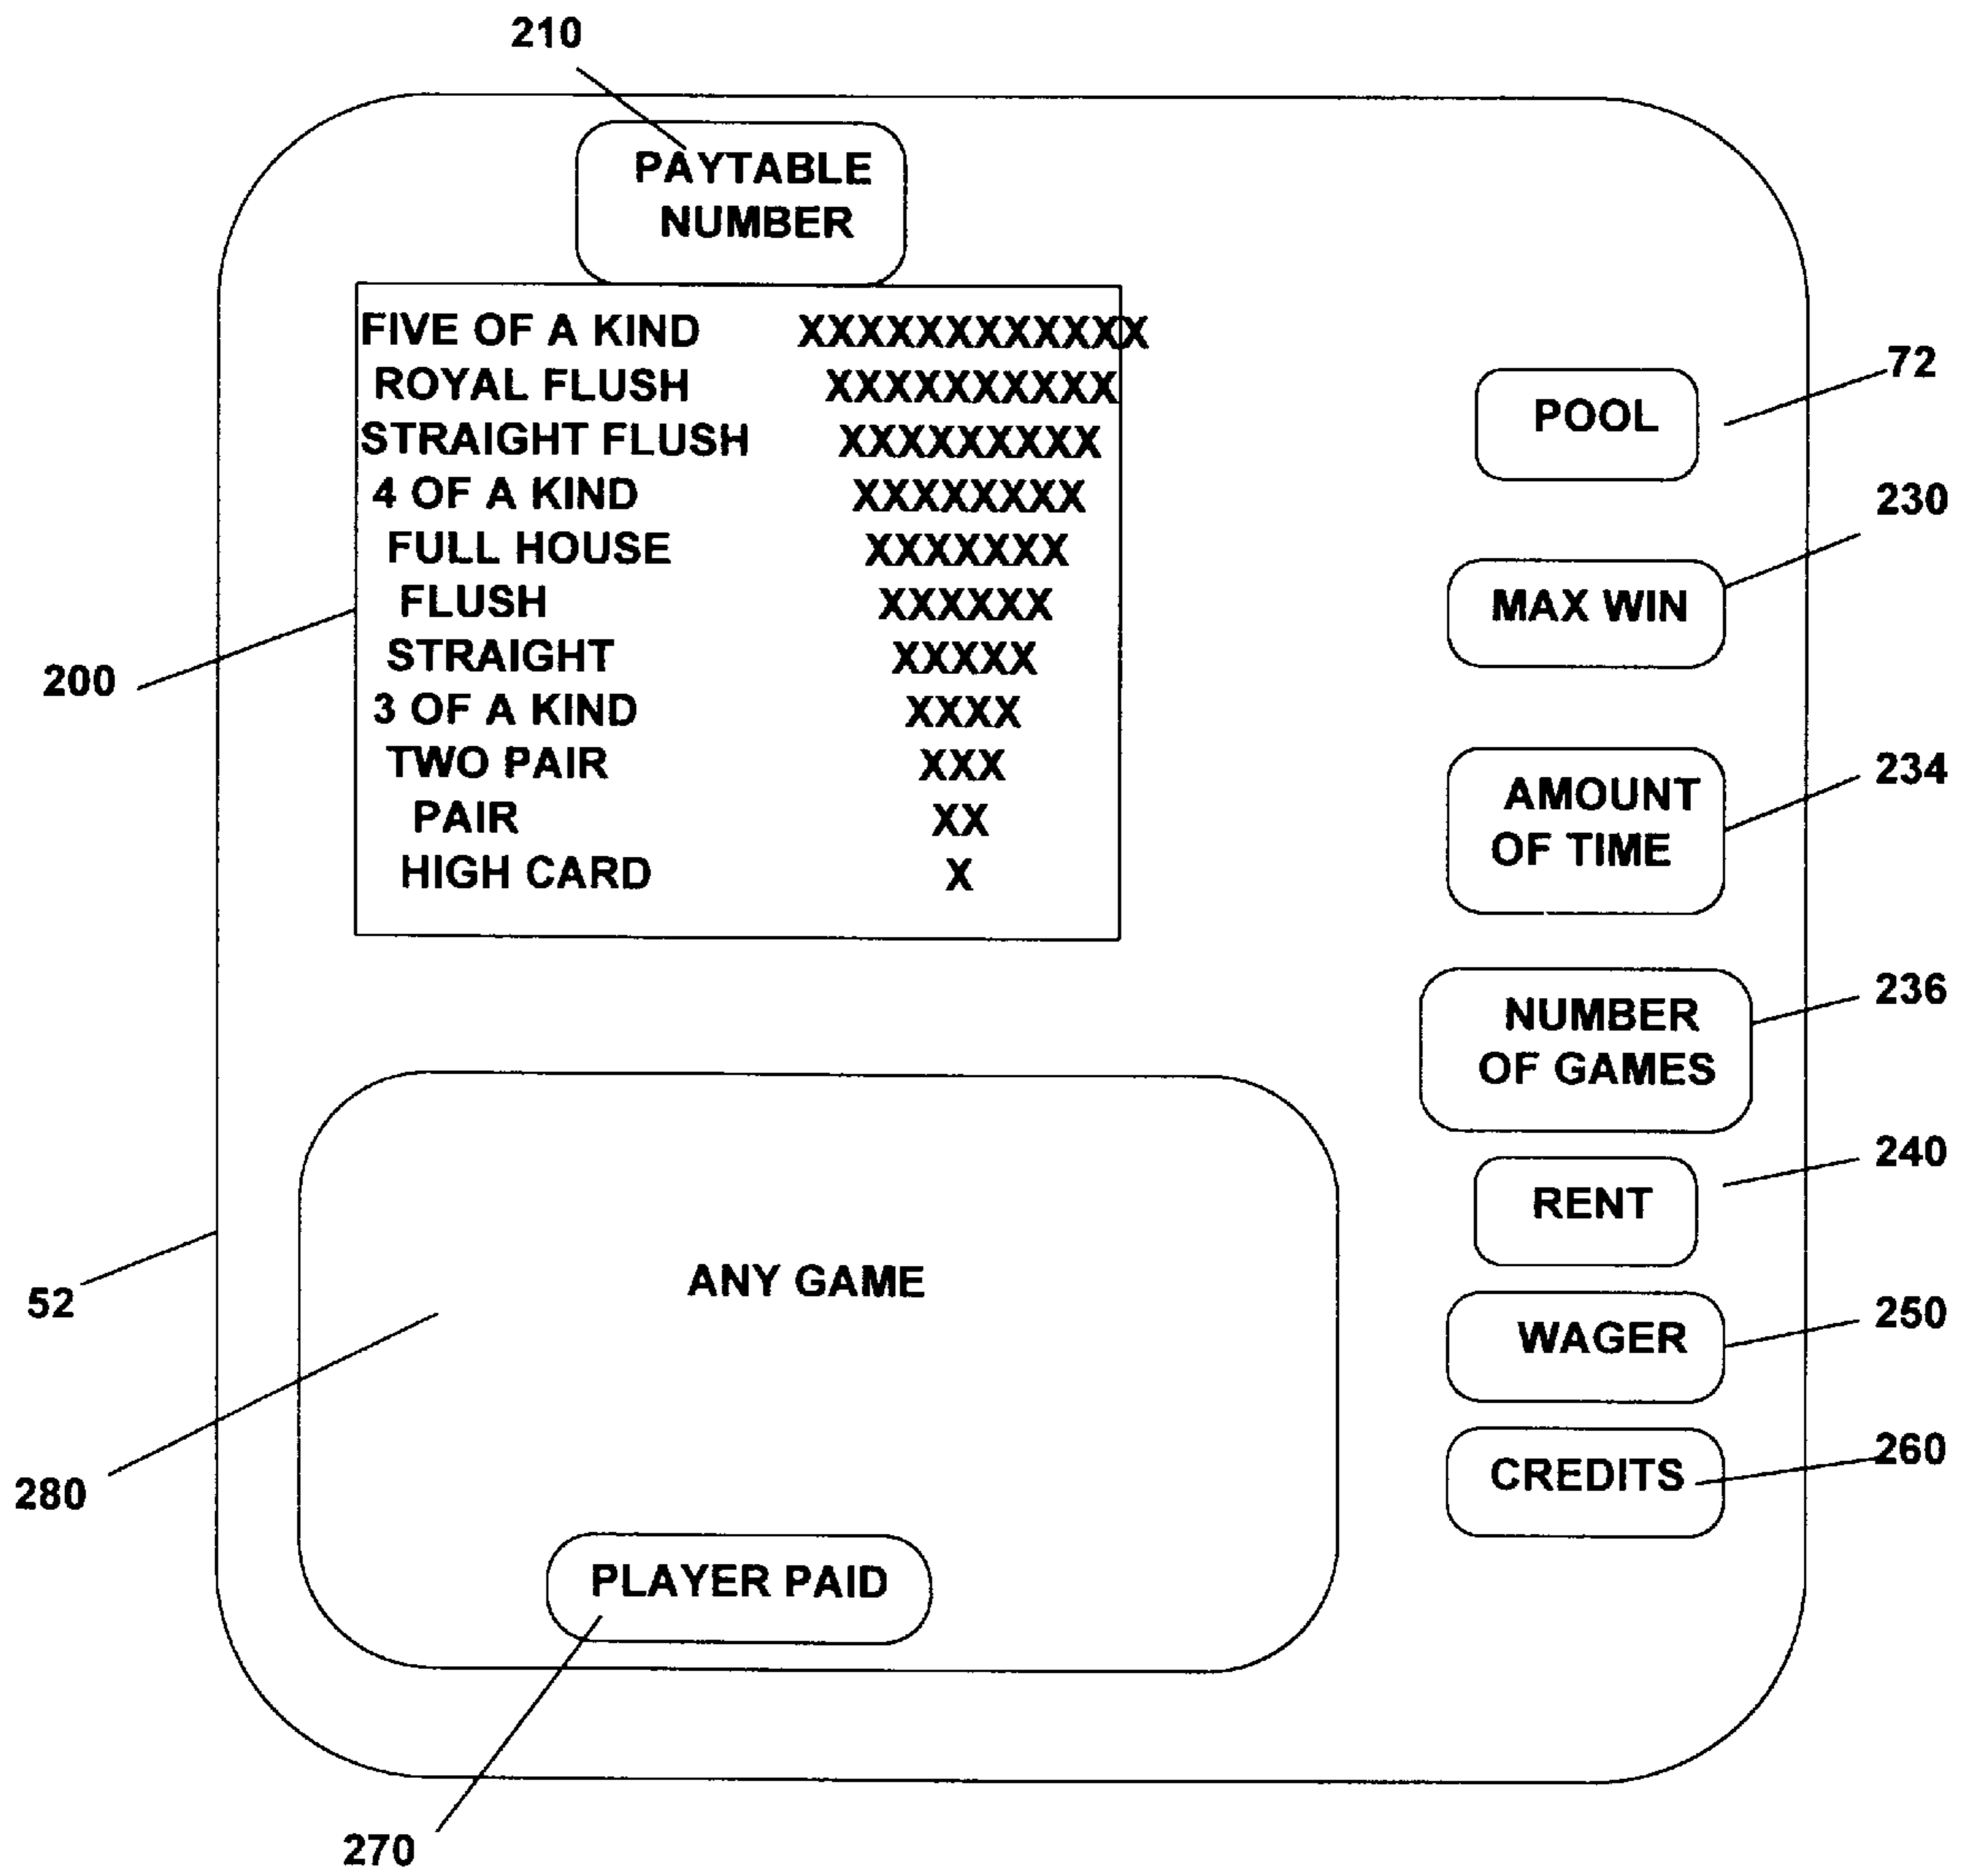 210
PAYTABLE
NUMBER
FIVE OF A KIND XXXXXXXXXXXX
ROYAL FLUSH XXXXXXXXXX
STRAIGHT FLUSH XXXXXXXXX
4 OF A KIND XXXXXXXX
FULL HOUSE XXXXXXX
FLUSH XXXXXX
STRAIGHT XXXXX
3 OF A KIND XXXX
TWO PAIR XXX
PAIR XX
HIGH CARD X
200
72
POOL
230
MAX WIN
234
AMOUNT
OF TIME
236
NUMBER
OF GAMES
240
RENT
250
WAGER
260
CREDITS
52
ANY GAME
280
PLAYER PAID
270